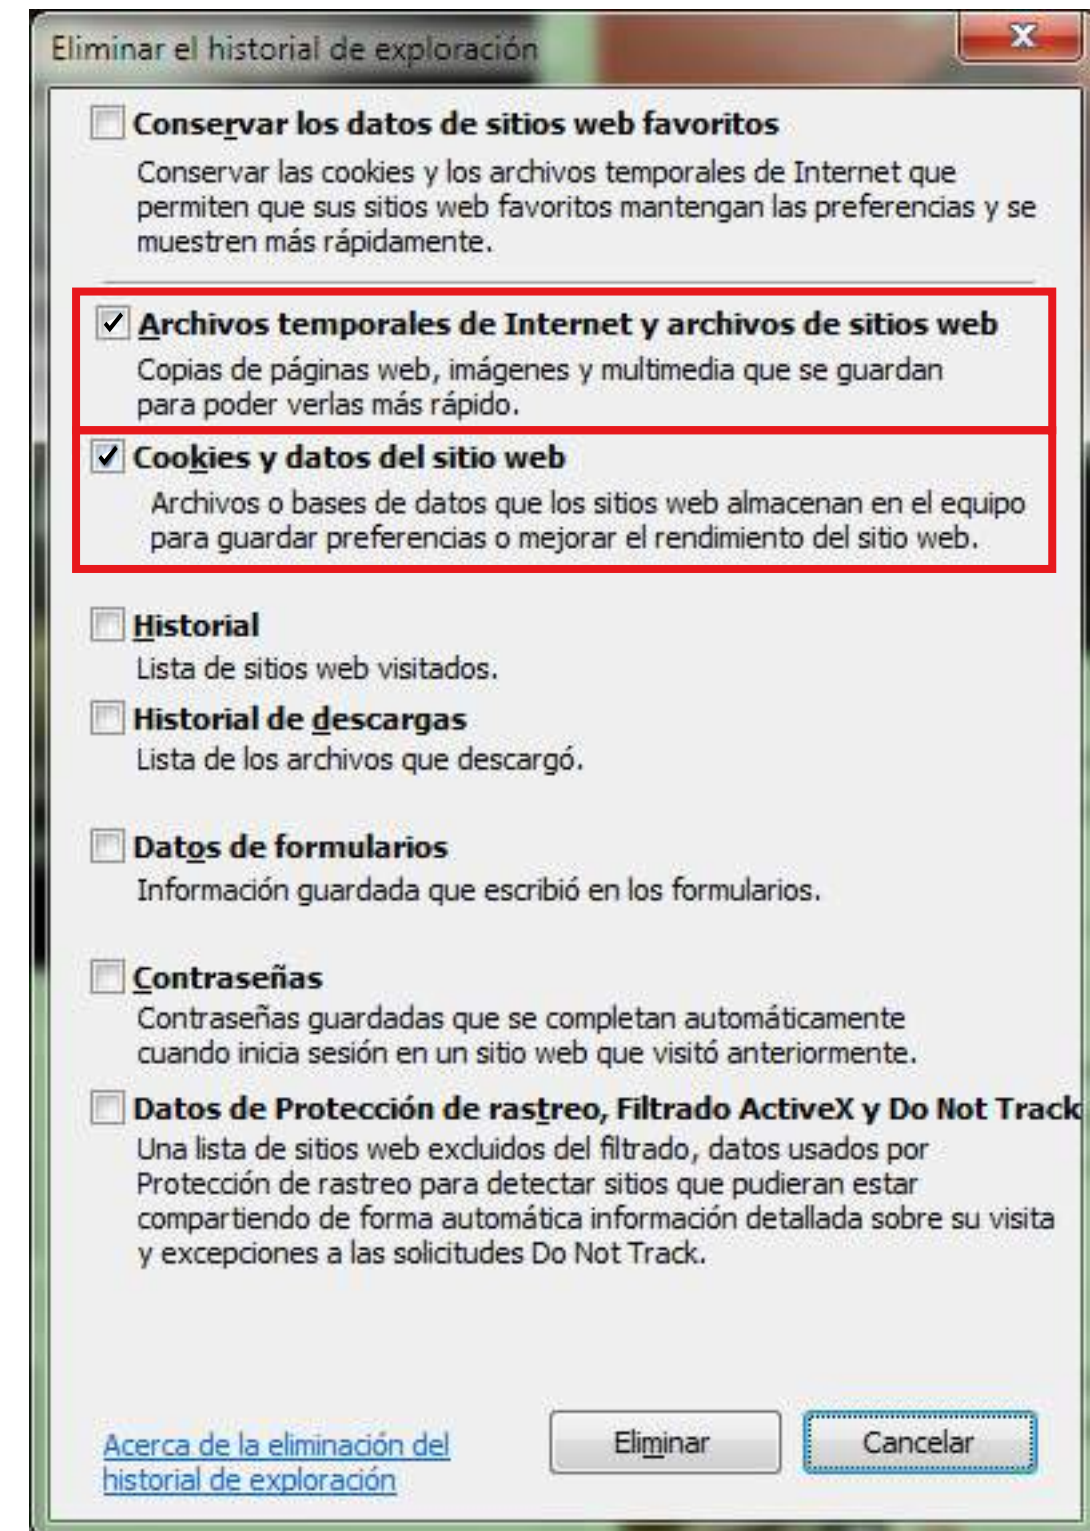 Eliminar el historial de exploración
Conservar los datos de sitios web favoritos
Conservar las cookies y los archivos temporales de Internet que
permiten que sus sitios web favoritos mantengan las preferencias y se
muestren más rápidamente.
Archivos temporales de Internet y archivos de sitios web
Copias de páginas web, imágenes y multimedia que se guardan
para poder verlas más rápido.
Cookies y datos del sitio web
Archivos o bases de datos que los sitios web almacenan en el equipo
para guardar preferencias o mejorar el rendimiento del sitio web.
Historial
Lista de sitios web visitados.
Historial de descargas
Lista de los archivos que descargó.
Datos de formularios
Información guardada que escribió en los formularios.
Contraseñas
Contraseñas guardadas que se completan automáticamente
cuando inicia sesión en un sitio web que visitó anteriormente.
Datos de Protección de rastreo, Filtrado ActiveX y Do Not Track
Una lista de sitios web excluidos del filtrado, datos usados por
Protección de rastreo para detectar sitios que pudieran estar
compartiendo de forma automática información detallada sobre su visita
y excepciones a las solicitudes Do Not Track.
Acerca de la eliminación del
historial de exploración
Eliminar
Cancelar